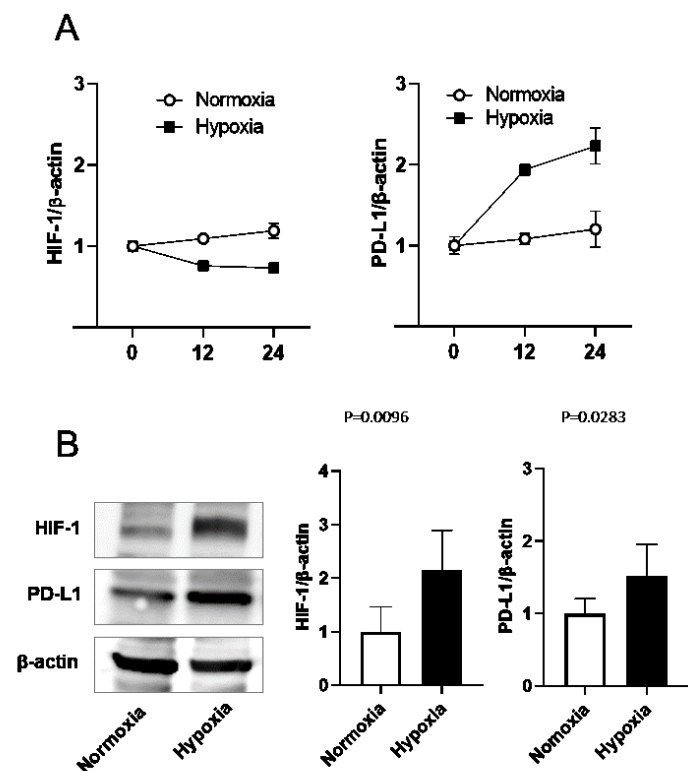 A
3
2
1
HIF-1/β-actin
Normoxia
Hypoxia
0 12 24
3
2
1
PD-L1/β-actin
Normoxia
Hypoxia
0 12 24
B
HIF-1
PD-L1
β-actin
Normoxia Hypoxia
P=0.0096
4
3
2
1
0
HIF-1/β-actin
Normoxia Hypoxia
P=0.0283
3
2
1
0
PD-L1/β-actin
Nomoxia Hypoxia